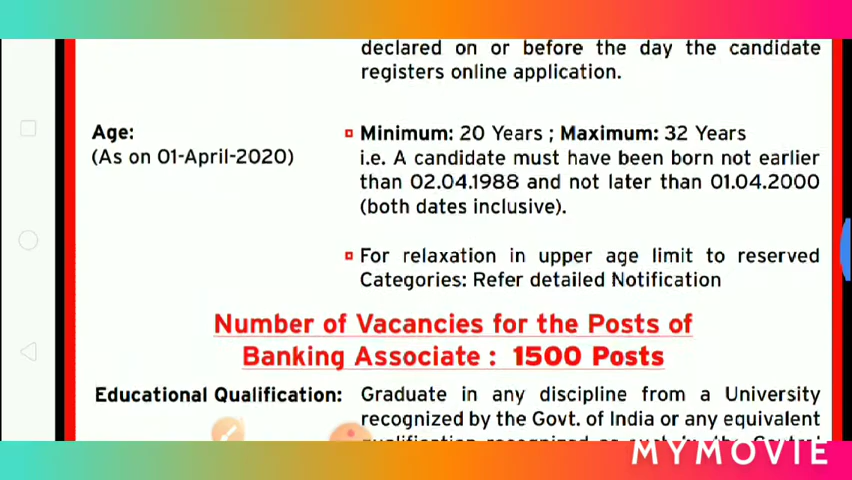 declared on or before the day the candidate
registers online application.
Age:
(As on 01-April-2020)
▫ Minimum: 20 Years ; Maximum: 32 Years
i.e. A candidate must have been born not earlier
than 02.04.1988 and not later than 01.04.2000
(both dates inclusive).
▫ For relaxation in upper age limit to reserved
Categories: Refer detailed Notification
Number of Vacancies for the Posts of
Banking Associate : 1500 Posts
Educational Qualification:
Graduate in any discipline from a University
recognized by the Govt. of India or any equivalent
MYMOVIE